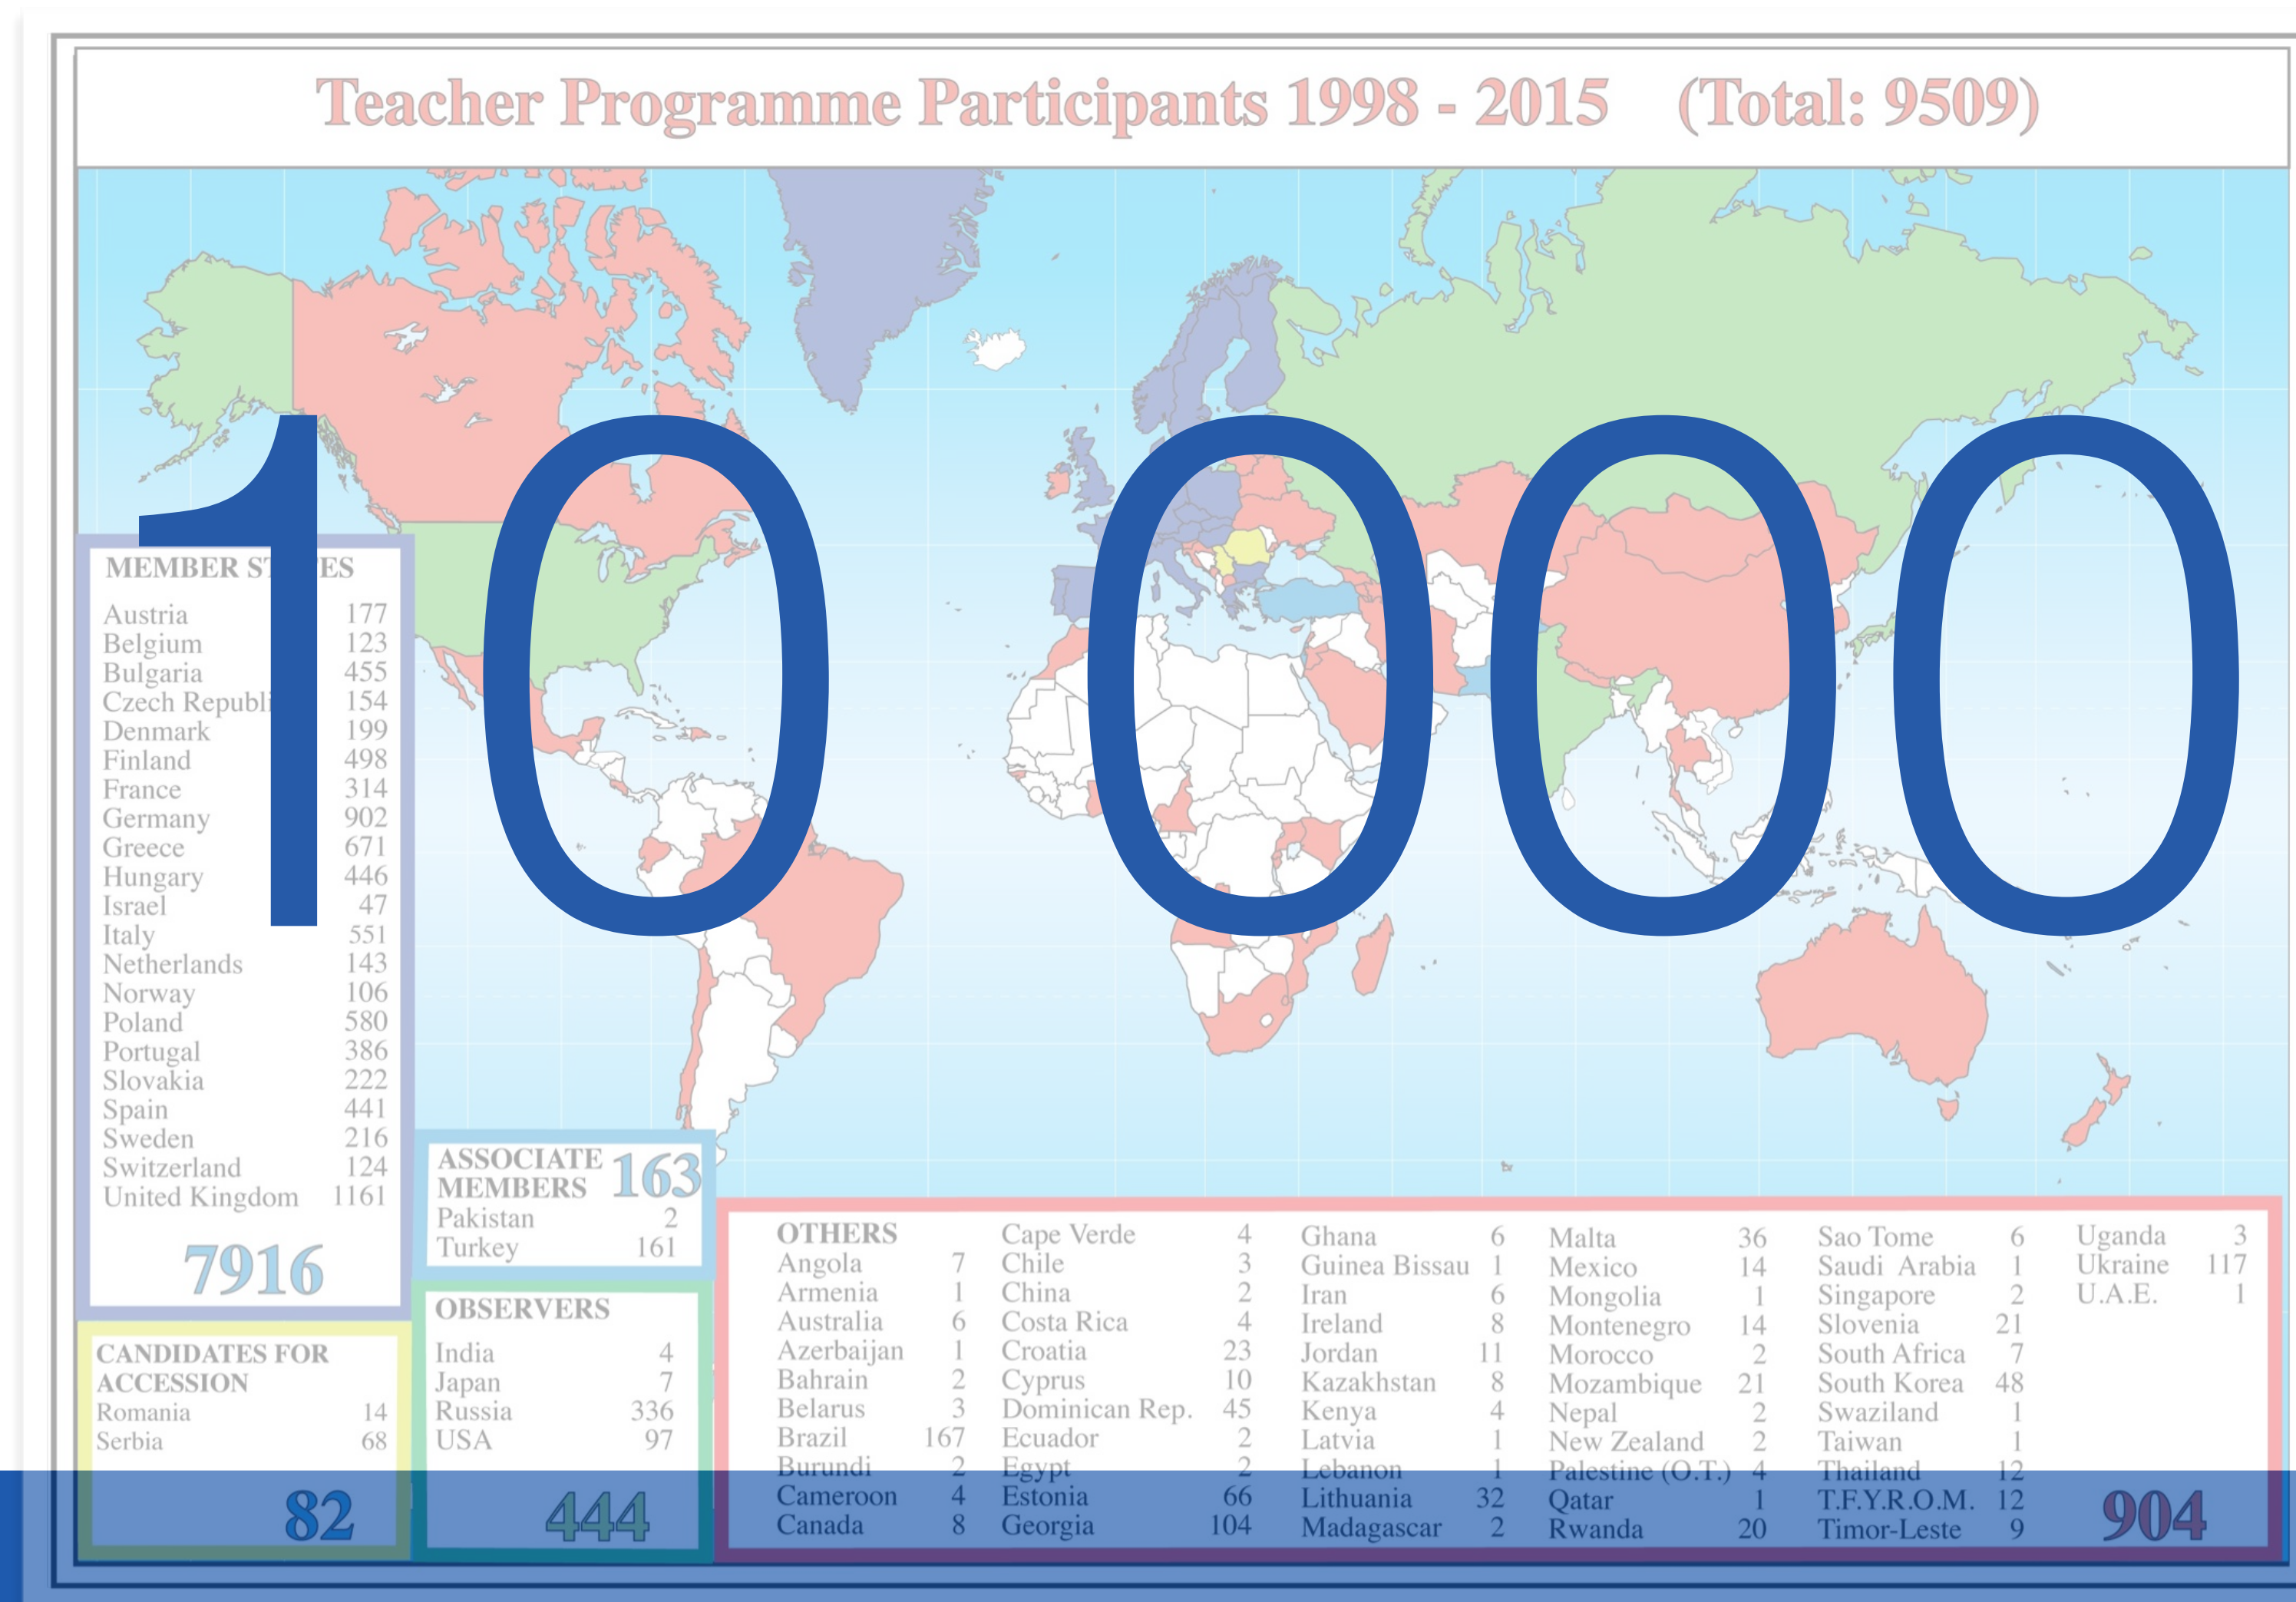 Teacher Programme Participants 1998 - 2015 (Total: 9509)
10 000
MEMBER ST TES
Austria 177
Belgium 123
Bulgaria 455
Czech Republi 154
Denmark 199
Finland 498
France 314
Germany 902
Greece 671
Hungary 446
Israel 47
Italy 551
Netherlands 143
Norway 106
Poland 580
Portugal 386
Slovakia 222
Spain 441
Sweden 216
Switzerland 124
United Kingdom 1161
7916
CANDIDATES FOR
ACCESSION
Romania 14
Serbia 68
82
ASSOCIATE
MEMBERS 163
Pakistan 2
Turkey 161
OBSERVERS
India 4
Japan 7
Russia 336
USA 97
444
OTHERS
Angola 7
Armenia 1
Australia 6
Azerbaijan 1
Bahrain 2
Belarus 3
Brazil 167
Burundi 2
Cameroon 4
Canada 8
Cape Verde 4
Chile 3
China 2
Costa Rica 4
Croatia 23
Cyprus 10
Dominican Rep. 45
Ecuador 2
Egypt 2
Estonia 66
Georgia 104
Ghana 6
Guinea Bissau 1
Iran 6
Ireland 8
Jordan 11
Kazakhstan 8
Kenya 4
Latvia 1
Lebanon 1
Lithuania 32
Madagascar 2
Malta 36
Mexico 14
Mongolia 1
Montenegro 14
Morocco 2
Mozambique 21
Nepal 2
New Zealand 2
Palestine (O.T.) 4
Qatar 1
Rwanda 20
Sao Tome 6
Saudi Arabia 1
Singapore 2
Slovenia 21
South Africa 7
South Korea 48
Swaziland 1
Taiwan 1
Thailand 12
T.F.Y.R.O.M. 12
Timor-Leste 9
Uganda 3
Ukraine 117
U.A.E. 1
904